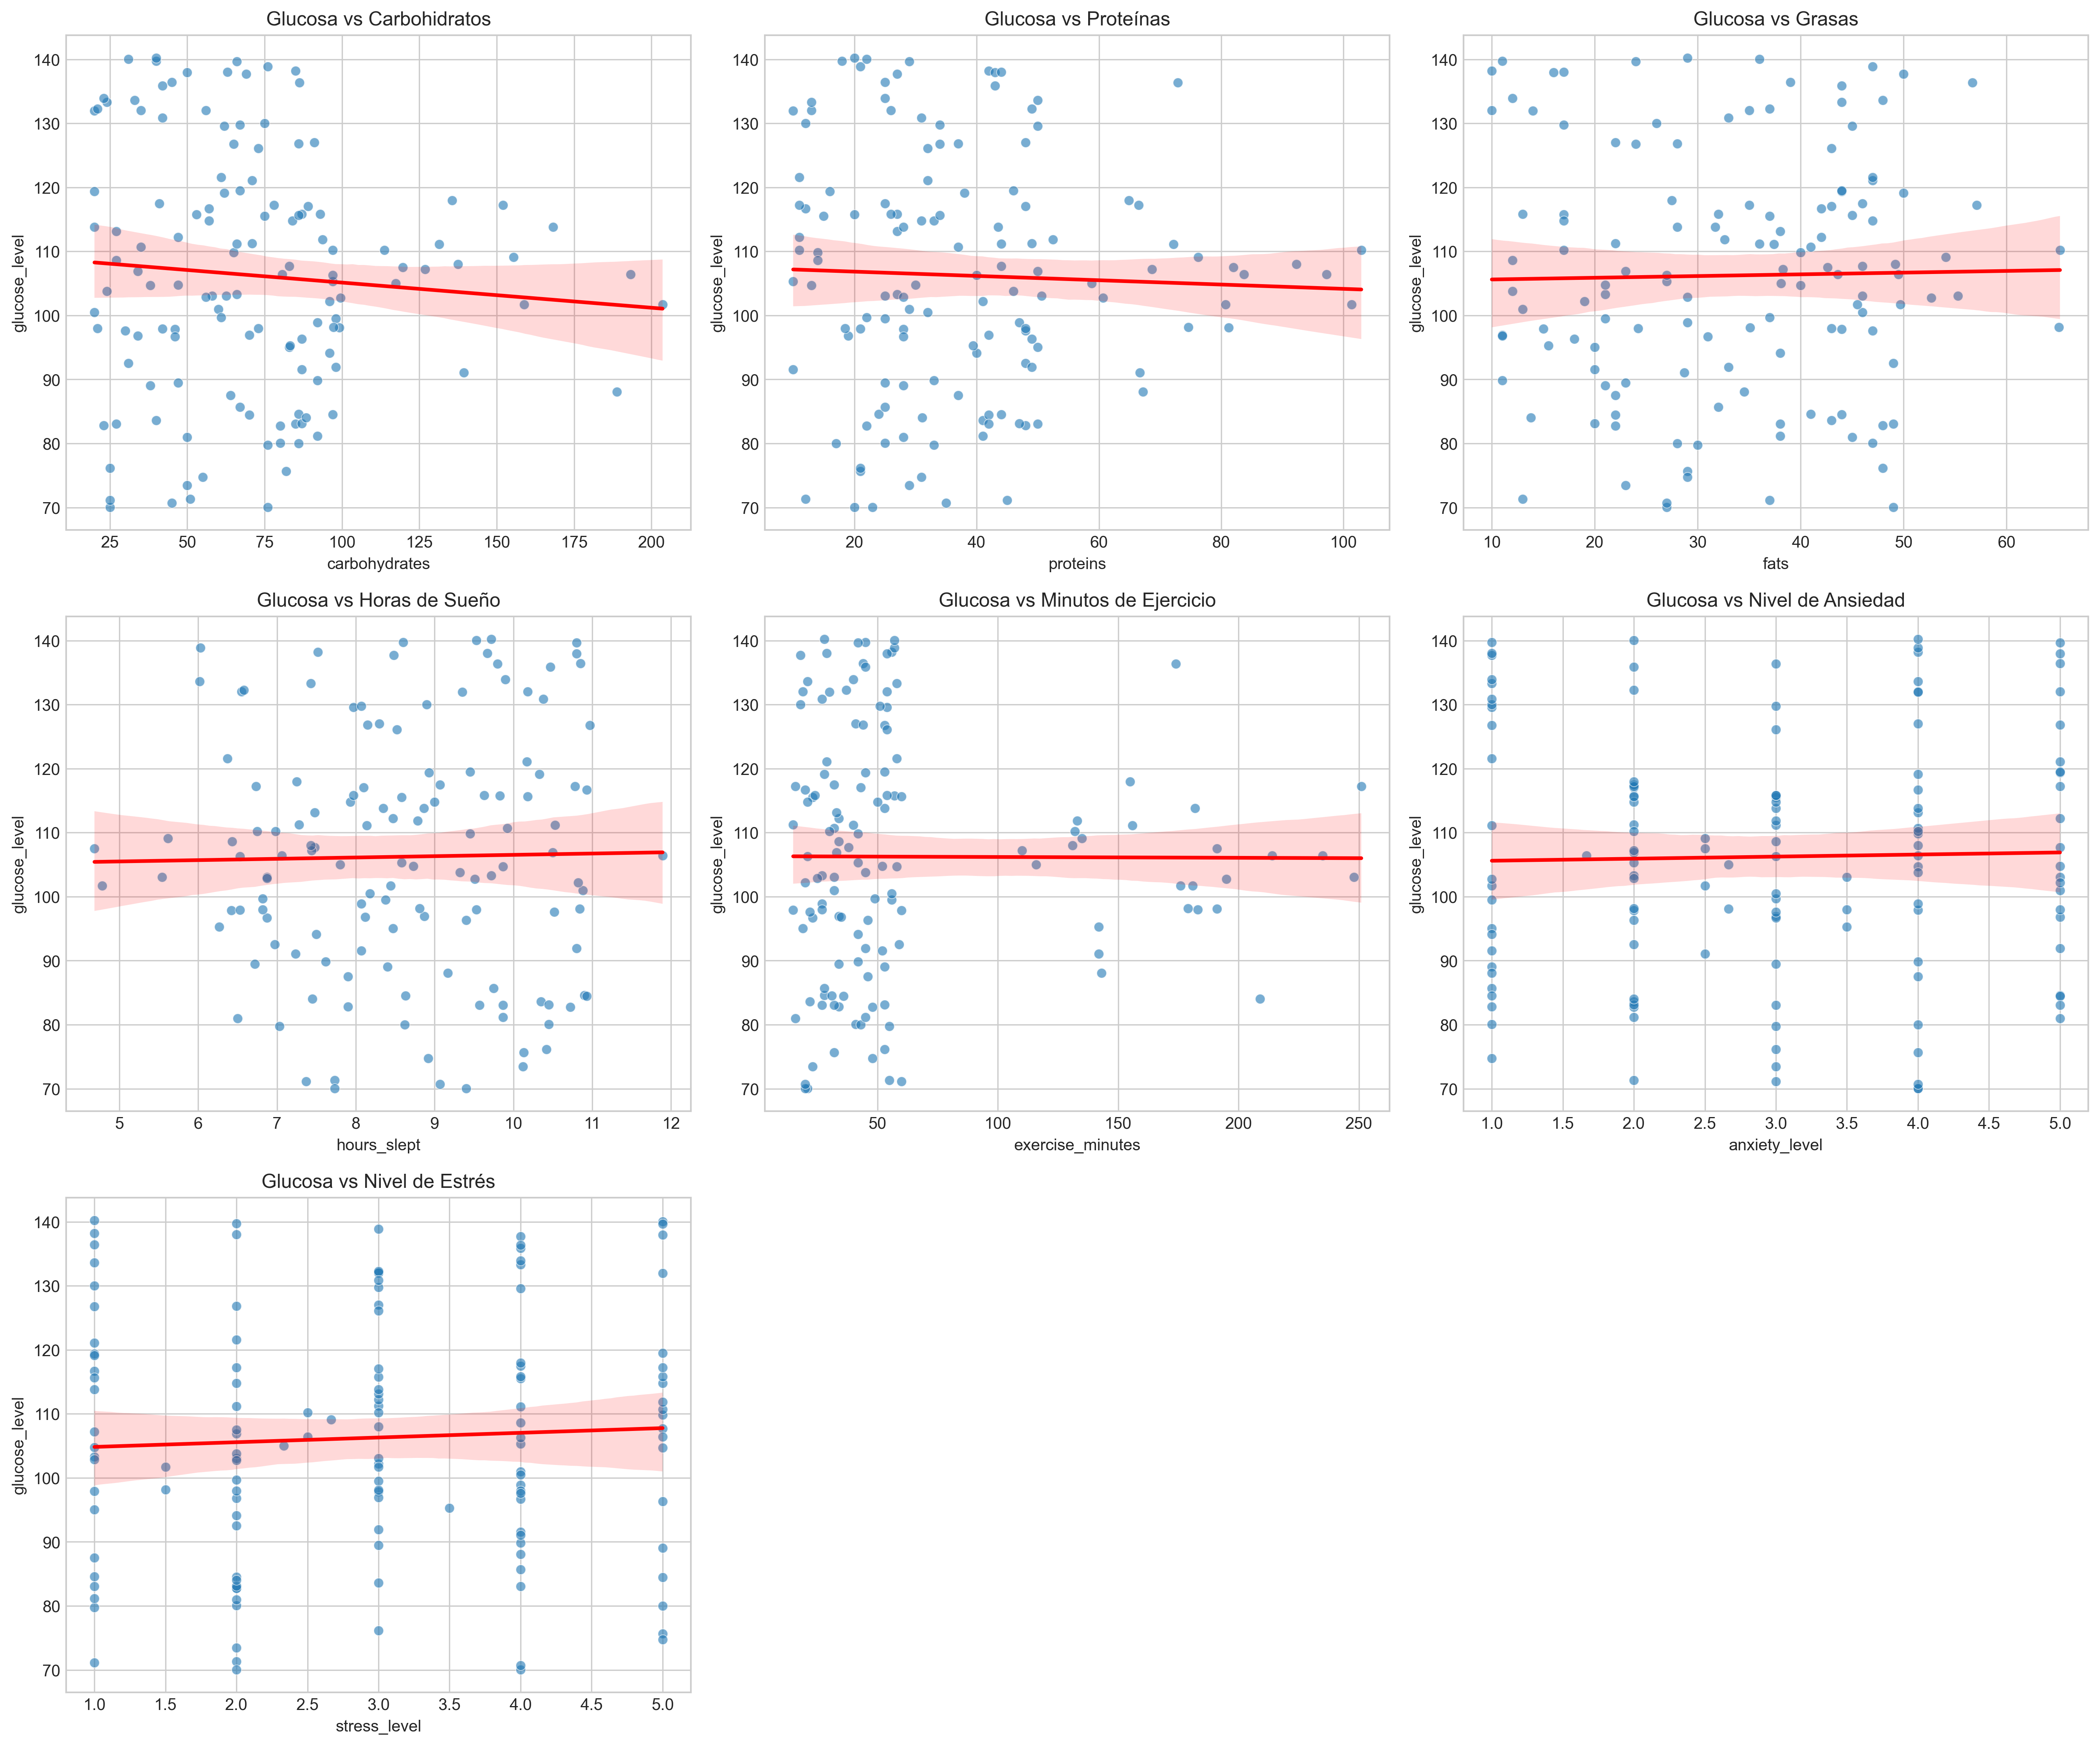 Glucosa vs Carbohidratos
glucose_level
140
130
120
110
100
90
80
70
25 50 75 100 125 150 175 200
carbohydrates
Glucosa vs Proteínas
glucose_level
140
130
120
110
100
90
80
70
20 40 60 80 100
proteins
Glucosa vs Grasas
glucose_level
140
130
120
110
100
90
80
70
10 20 30 40 50 60
fats
Glucosa vs Horas de Sueño
glucose_level
140
130
120
110
100
90
80
70
5 6 7 8 9 10 11 12
hours_slept
Glucosa vs Minutos de Ejercicio
glucose_level
140
130
120
110
100
90
80
70
50 100 150 200 250
exercise_minutes
Glucosa vs Nivel de Ansiedad
glucose_level
140
130
120
110
100
90
80
70
1.0 1.5 2.0 2.5 3.0 3.5 4.0 4.5 5.0
anxiety_level
Glucosa vs Nivel de Estrés
glucose_level
140
130
120
110
100
90
80
70
1.0 1.5 2.0 2.5 3.0 3.5 4.0 4.5 5.0
stress_level